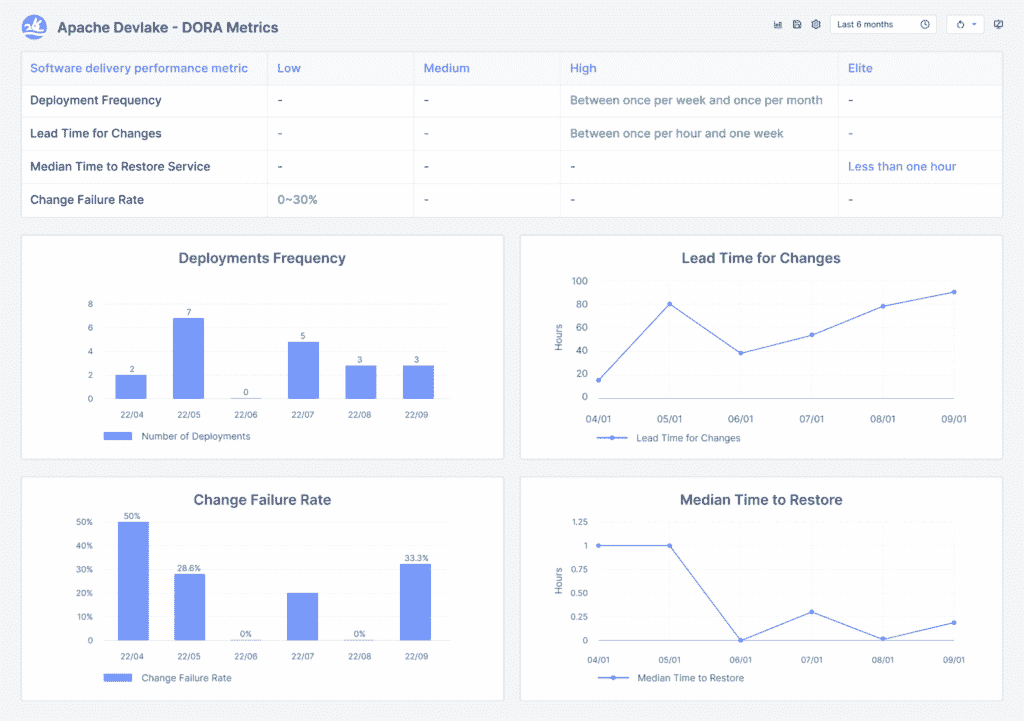 Apache Devlake - DORA Metrics
Last 6 months
Software delivery performance metric Low Medium High Elite
Deployment Frequency - - Between once per week and once per month -
Lead Time for Changes - - Between once per hour and one week -
Median Time to Restore Service - - - Less than one hour
Change Failure Rate 0~30% - - -
Deployments Frequency
8
6
4
2
0
2 7 0 5 3 3
22/04 22/05 22/06 22/07 22/08 22/09
Number of Deployments
Lead Time for Changes
Hours
100
80
60
40
20
0
04/01 05/01 06/01 07/01 08/01 09/01
Lead Time for Changes
Change Failure Rate
50%
40%
30%
20%
10%
0
50% 28.6% 0% 0% 33.3%
22/04 22/05 22/06 22/07 22/08 22/09
Change Failure Rate
Median Time to Restore
Hours
1.25
1
0.75
0.50
0.25
0
04/01 05/01 06/01 07/01 08/01 09/01
Median Time to Restore